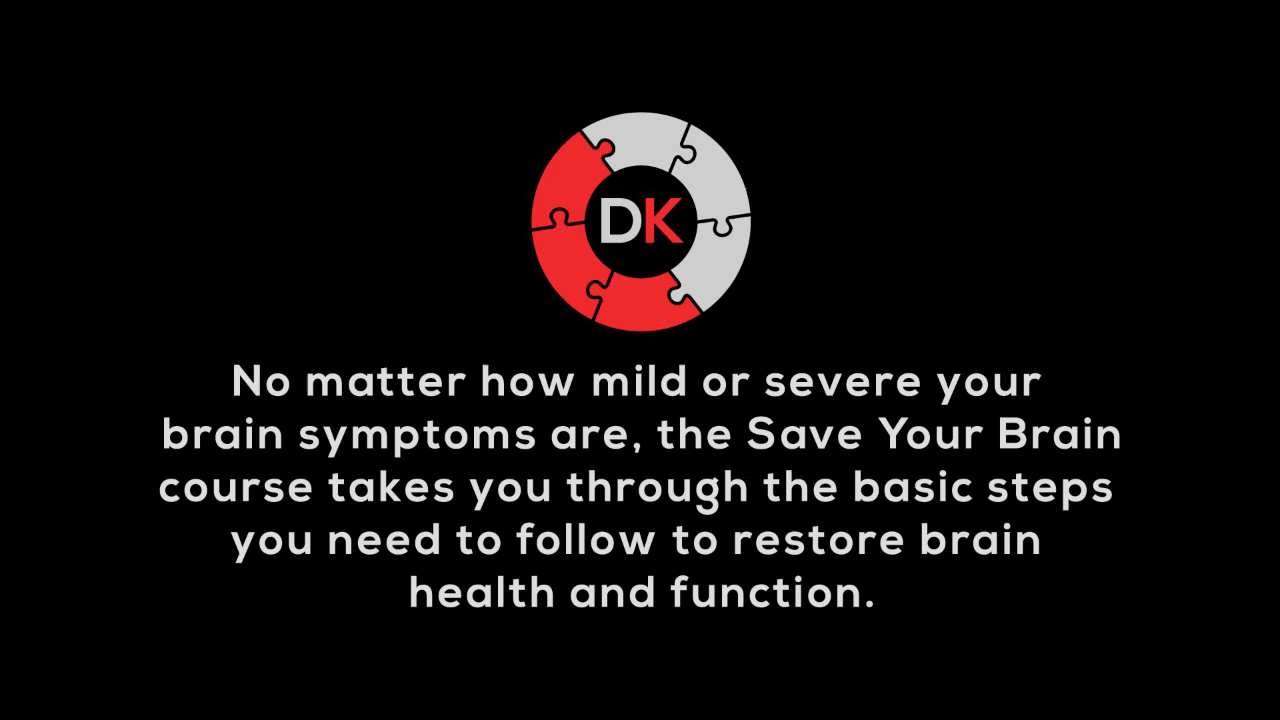 DK
No matter how mild or severe your
brain symptoms are, the Save Your Brain
course takes you through the basic steps
you need to follow to restore brain
health and function.